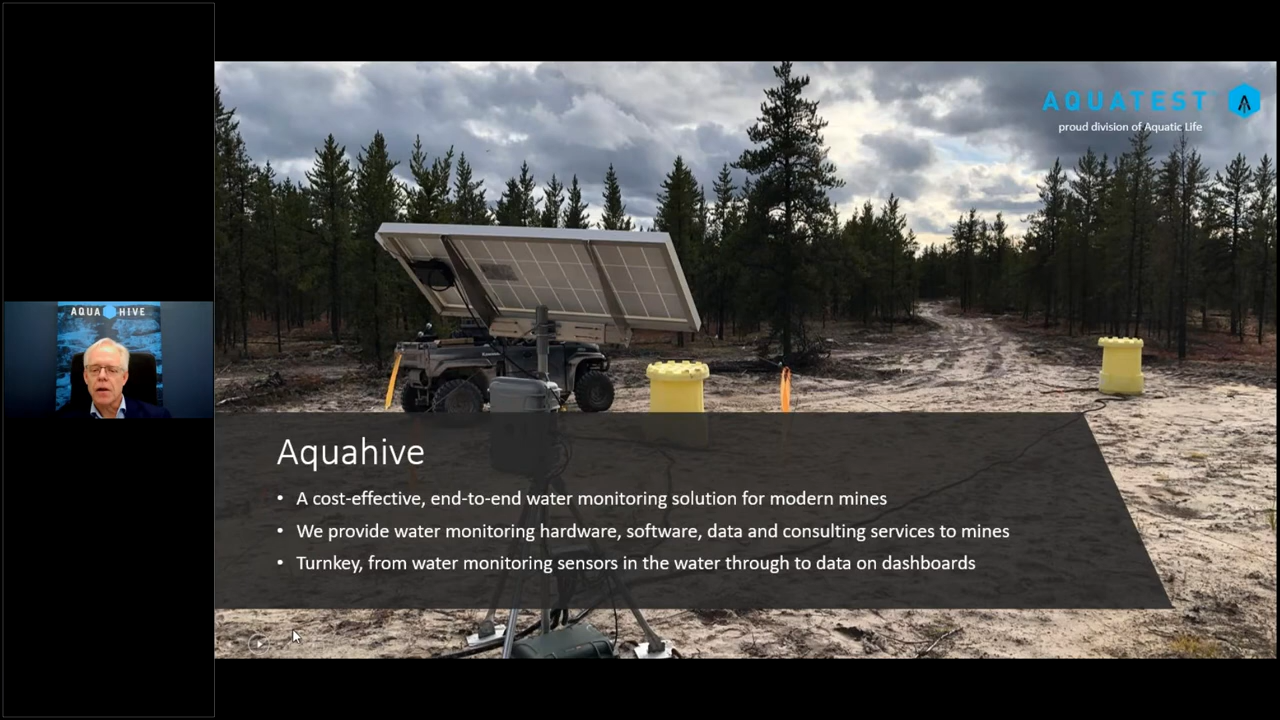 AQUA HIVE
AQUATEST
proud division of Aquatic Life
Aquahive
• A cost-effective, end-to-end water monitoring solution for modern mines
• We provide water monitoring hardware, software, data and consulting services to mines
• Turnkey, from water monitoring sensors in the water through to data on dashboards